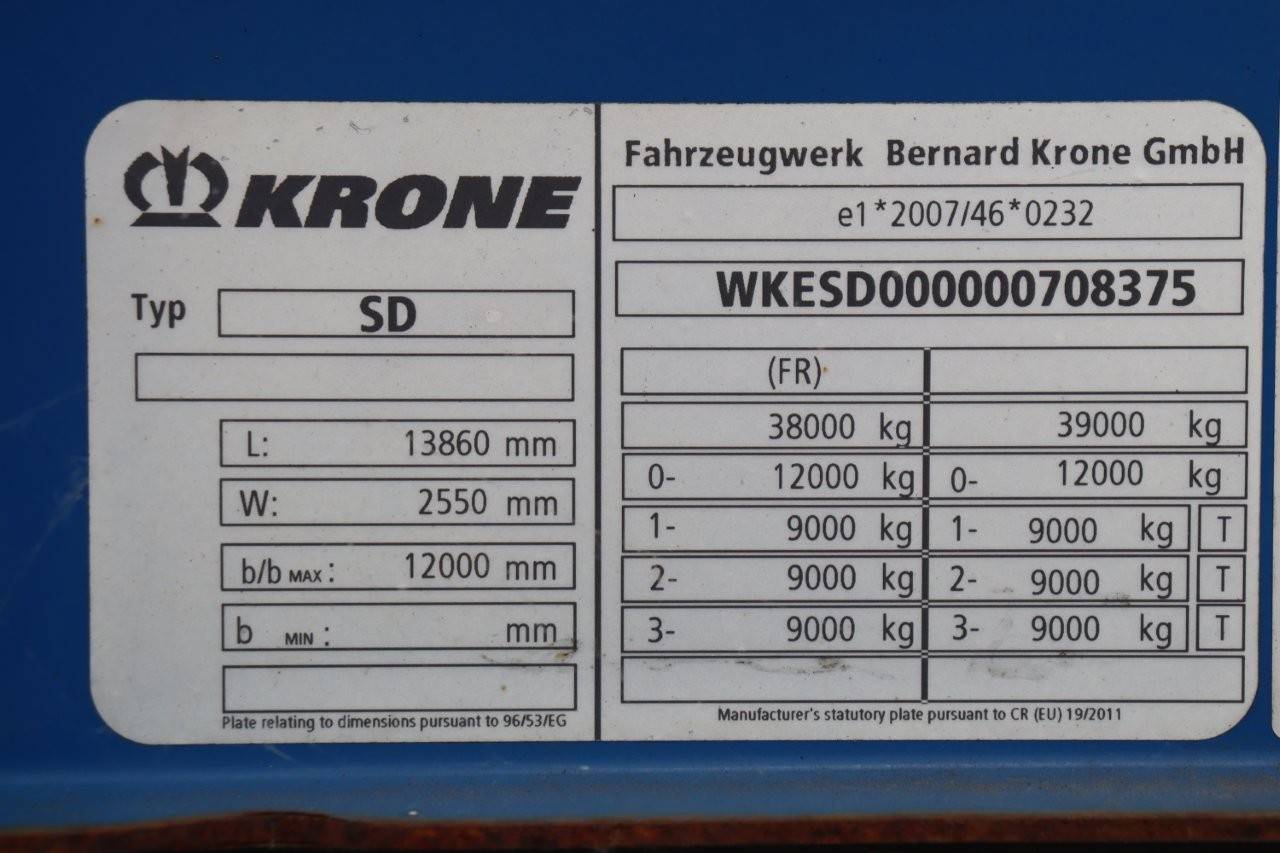 KRONE
Typ SD
L: 13860 mm
W: 2550 mm
b/b MAX: 12000 mm
b MIN: mm
Plate relating to dimensions pursuant to 96/53/EG
Fahrzeugwerk Bernard Krone GmbH
e1*2007/46*0232
WKESD000000708375
(FR)
38000 kg 39000 kg
0- 12000 kg 0- 12000 kg
1- 9000 kg 1- 9000 kg T
2- 9000 kg 2- 9000 kg T
3- 9000 kg 3- 9000 kg T
Manufacturer's statutory plate pursuant to CR (EU) 19/2011